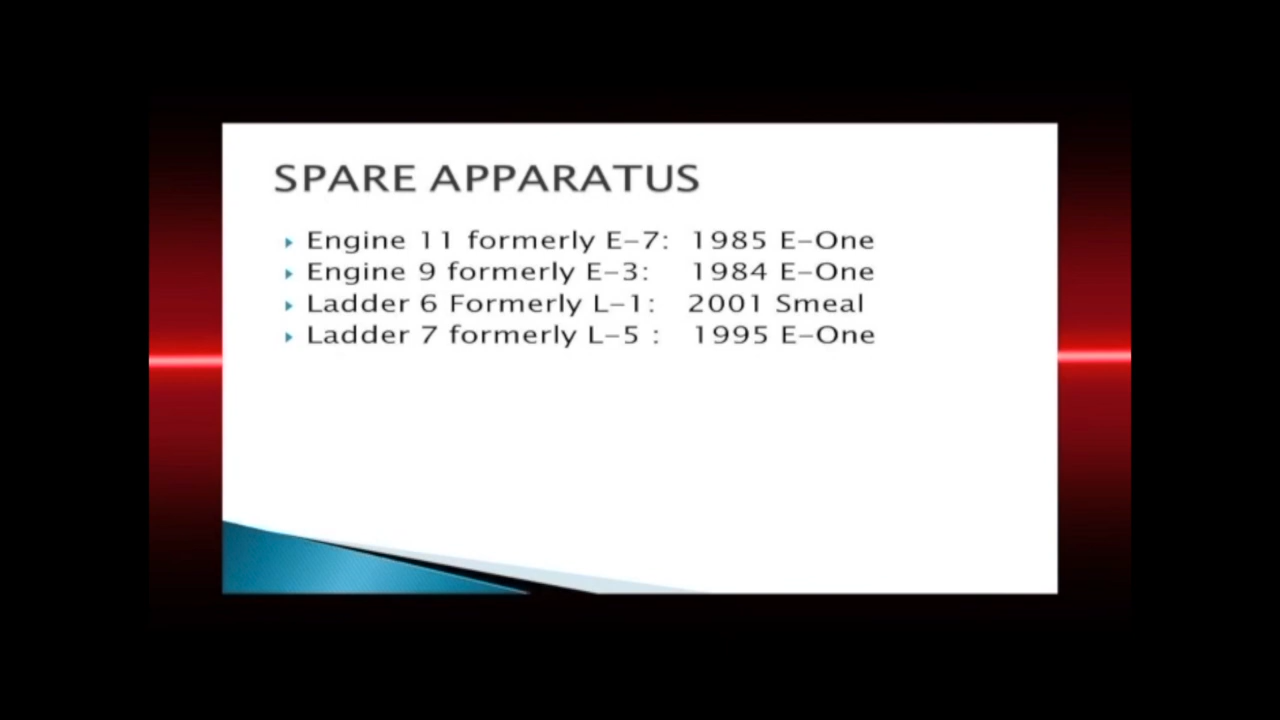 SPARE APPARATUS
Engine 11 formerly E-7: 1985 E-One
Engine 9 formerly E-3: 1984 E-One
Ladder 6 Formerly L-1: 2001 Smeal
Ladder 7 formerly L-5 : 1995 E-One